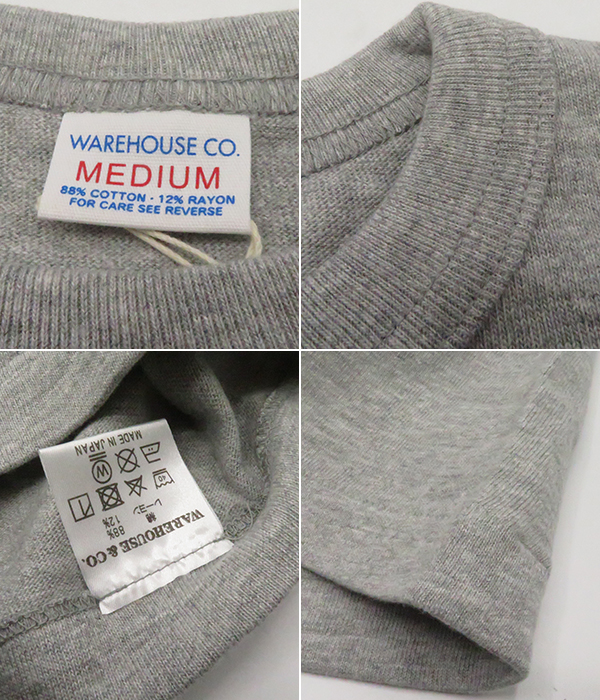 WAREHOUSE CO.
MEDIUM
88% COTTON - 12% RAYON
FOR CARE SEE REVERSE
WAREHOUSE & CO.
綿 88%
レーヨン 12%
40
W
MADE IN JAPAN